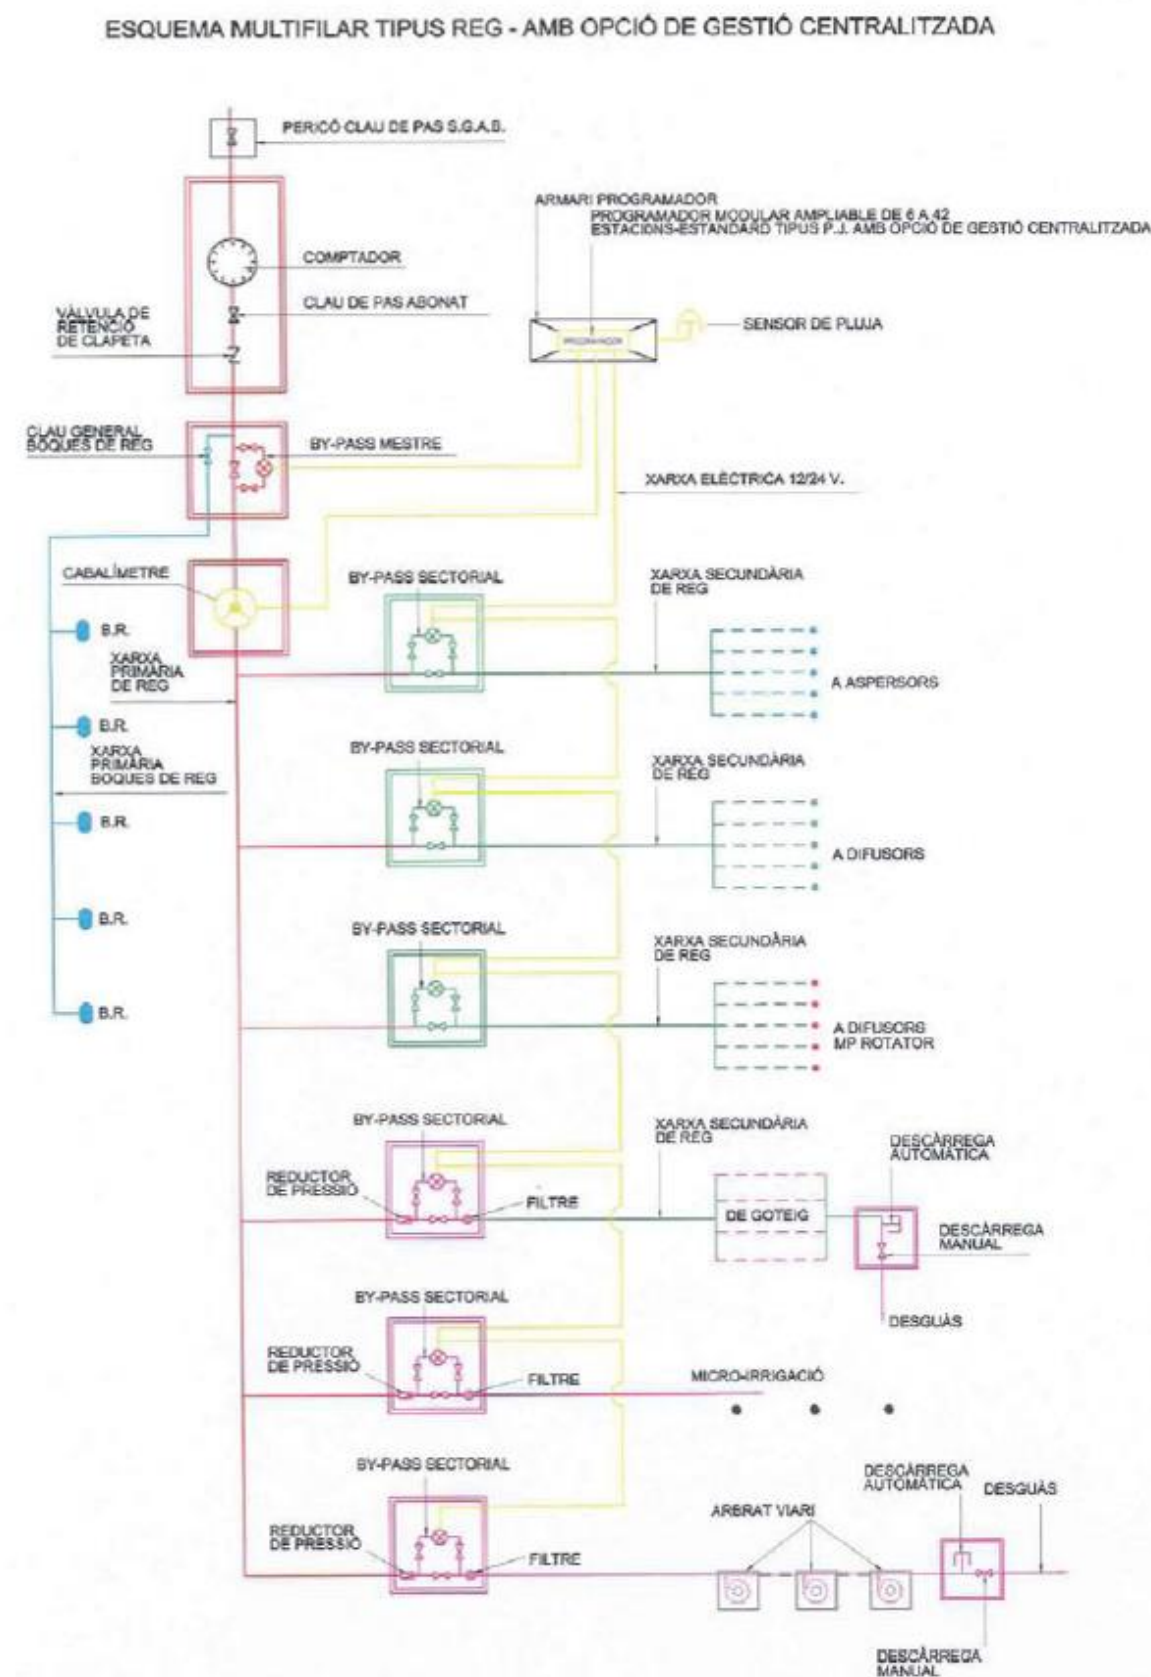 ESQUEMA MULTIFILAR TIPUS REG - AMB OPCIÓ DE GESTIÓ CENTRALITZADA
PERICÓ CLAU DE PAS S.G.A.B.
ARMARI PROGRAMADOR
PROGRAMADOR MODULAR AMPLIABLE DE 6 A 42
ESTACIONS-ESTANDARD TIPUS P.J. AMB OPCIÓ DE GESTIÓ CENTRALITZADA
COMPTADOR
CLAU DE PAS ABONAT
VÀLVULA DE
RETENCIÓ
DE CLAPETA
PROGRAMADOR
SENSOR DE PLUJA
CLAU GENERAL
BOQUES DE REG
BY-PASS MESTRE
XARXA ELÈCTRICA 12/24 V.
CABALÍMETRE
BY-PASS SECTORIAL
XARXA SECUNDÀRIA
DE REG
B.R.
XARXA
PRIMÀRIA
DE REG
A ASPERSORS
B.R.
XARXA
PRIMÀRIA
BOQUES DE REG
BY-PASS SECTORIAL
XARXA SECUNDÀRIA
DE REG
B.R.
A DIFUSORS
B.R.
BY-PASS SECTORIAL
XARXA SECUNDÀRIA
DE REG
B.R.
A DIFUSORS
MP ROTATOR
BY-PASS SECTORIAL
XARXA SECUNDÀRIA
DE REG
DESCÀRREGA
AUTOMÀTICA
REDUCTOR
DE PRESSIÓ
FILTRE
DE GOTEIG
DESCÀRREGA
MANUAL
DESGUÀS
BY-PASS SECTORIAL
REDUCTOR
DE PRESSIÓ
FILTRE
MICRO-IRRIGACIÓ
BY-PASS SECTORIAL
DESCÀRREGA
AUTOMÀTICA
DESGUÀS
ARBRAT VIARI
REDUCTOR
DE PRESSIÓ
FILTRE
DESCÀRREGA
MANUAL